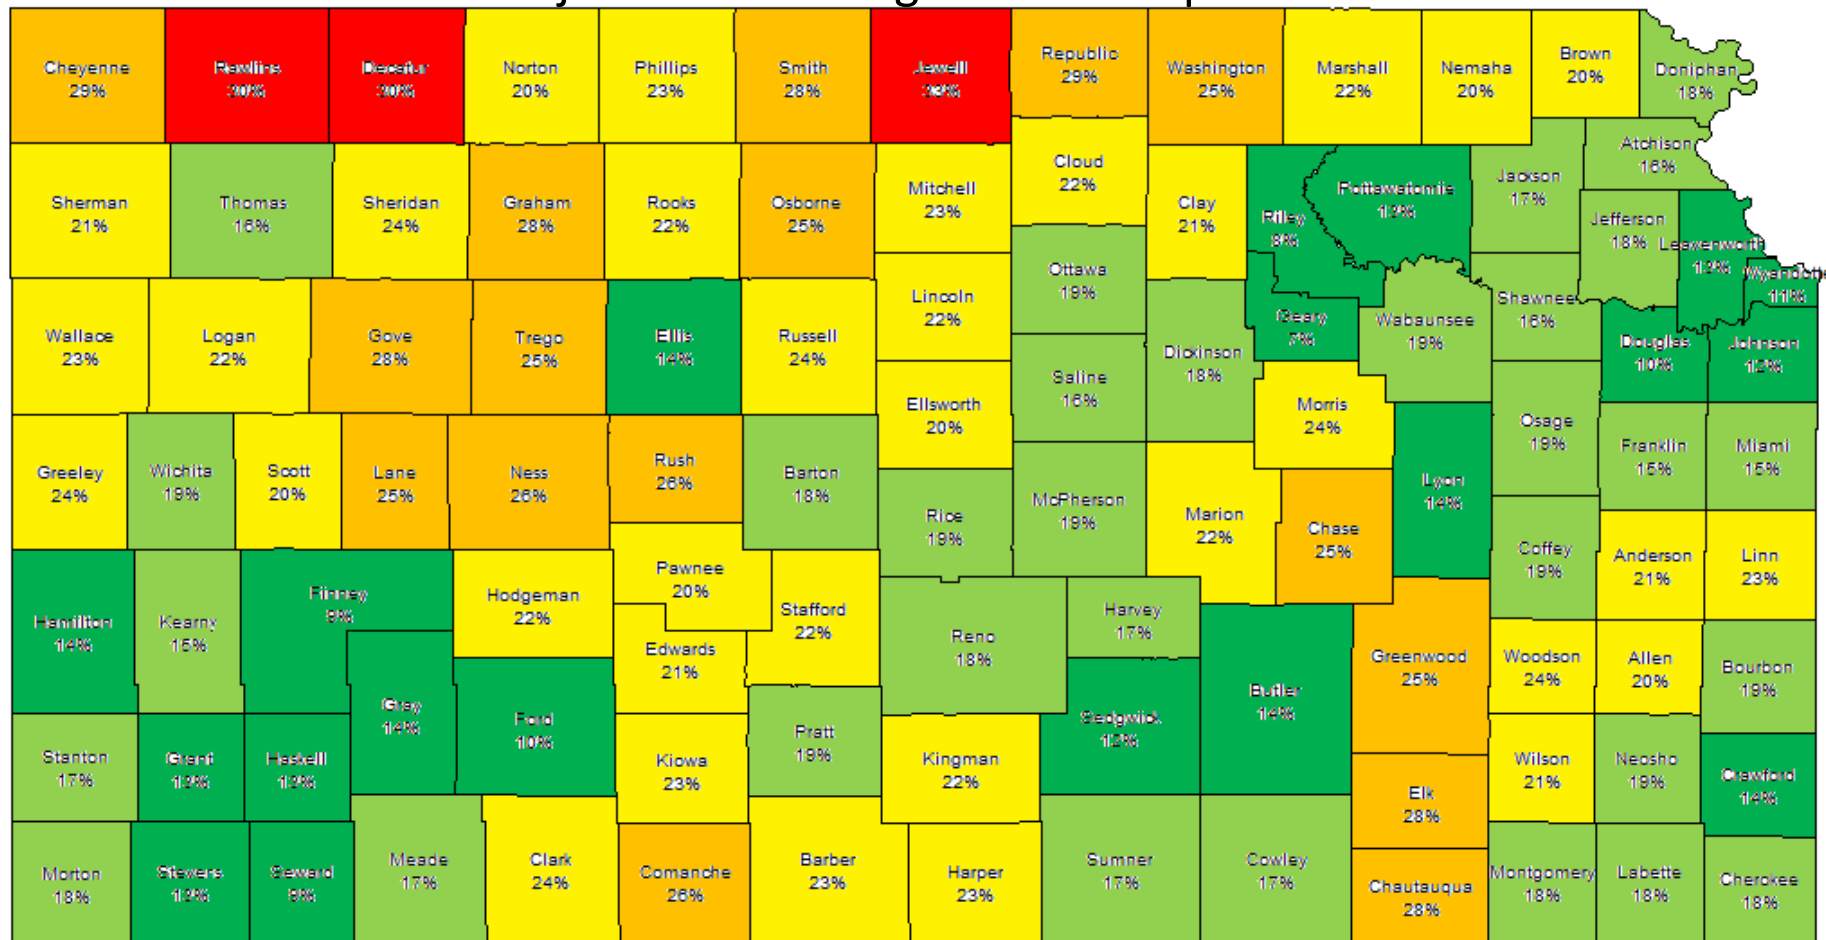 Cheyenne
29%
Rawlins
30%
Decatur
30%
Norton
20%
Phillips
23%
Smith
28%
Jewell
33%
Republic
29%
Washington
25%
Marshall
22%
Nemaha
20%
Brown
20%
Doniphan
18%
Sherman
21%
Thomas
16%
Sheridan
24%
Graham
28%
Rooks
22%
Osborne
25%
Mitchell
23%
Cloud
22%
Clay
21%
Riley
8%
Pottawatomie
13%
Jackson
17%
Atchison
16%
Jefferson
18%
Leavenworth
13%
Wyandotte
11%
Wallace
23%
Logan
22%
Gove
28%
Trego
25%
Ellis
14%
Russell
24%
Lincoln
22%
Ottawa
19%
Dickinson
18%
Geary
7%
Wabaunsee
19%
Shawnee
16%
Douglas
10%
Johnson
12%
Ellsworth
20%
Saline
16%
Morris
24%
Osage
19%
Franklin
15%
Miami
15%
Greeley
24%
Wichita
19%
Scott
20%
Lane
25%
Ness
26%
Rush
26%
Barton
18%
Rice
19%
McPherson
19%
Marion
22%
Chase
25%
Lyon
14%
Coffey
19%
Anderson
21%
Linn
23%
Hamilton
14%
Kearny
15%
Finney
9%
Hodgeman
22%
Pawnee
20%
Stafford
22%
Edwards
21%
Reno
18%
Harvey
17%
Butler
14%
Greenwood
25%
Woodson
24%
Allen
20%
Bourbon
19%
Stanton
17%
Grant
13%
Haskell
13%
Gray
14%
Ford
10%
Kiowa
23%
Pratt
19%
Kingman
22%
Sedgwick
12%
Elk
28%
Wilson
21%
Neosho
19%
Crawford
14%
Morton
18%
Stevens
13%
Seward
9%
Meade
17%
Clark
24%
Comanche
26%
Barber
23%
Harper
23%
Sumner
17%
Cowley
17%
Chautauqua
28%
Montgomery
18%
Labette
18%
Cherokee
18%